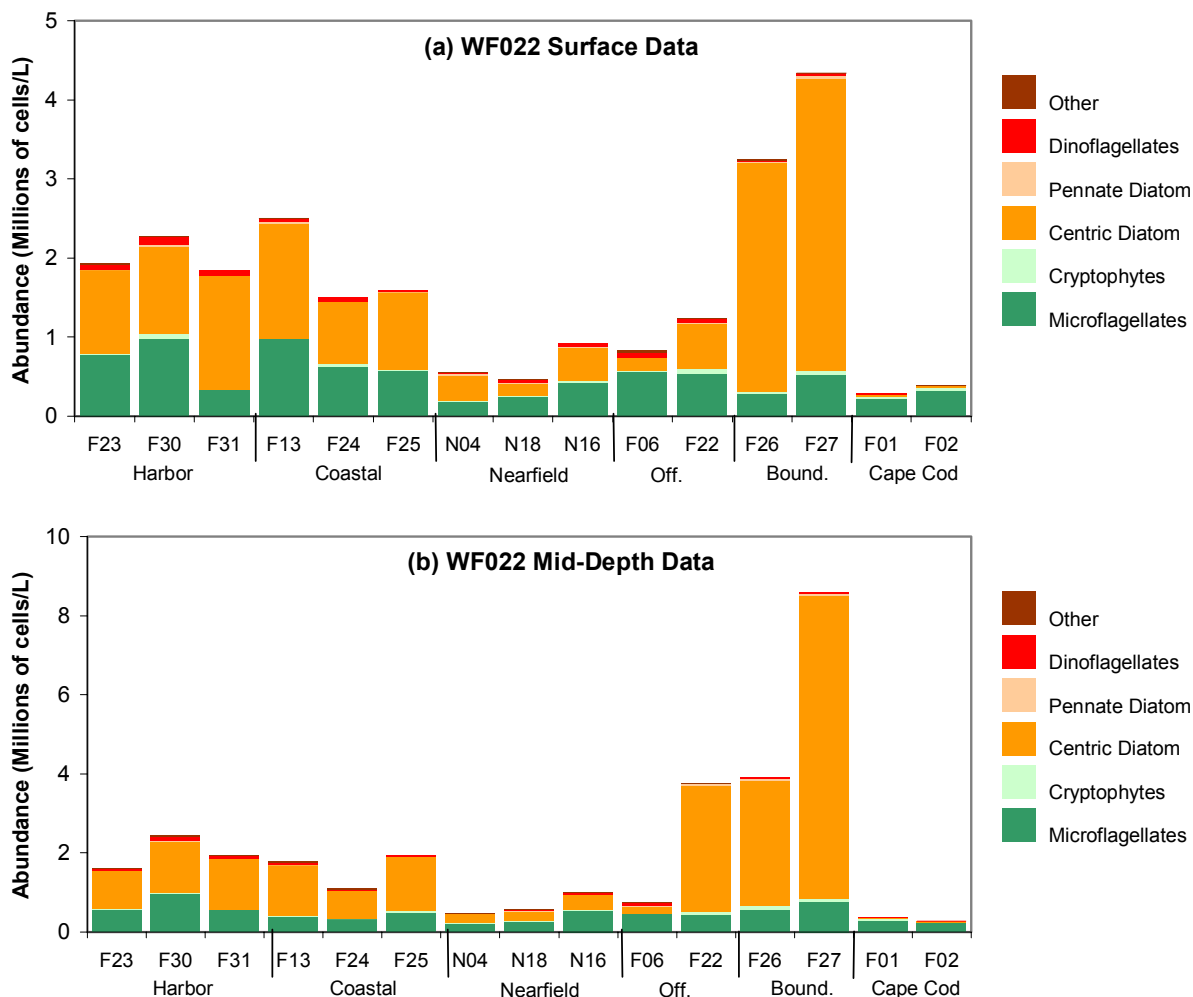 (a) WF022 Surface Data
Abundance (Millions of cells/L)
5
4
3
2
1
0
F23 F30 F31 F13 F24 F25 N04 N18 N16 F06 F22 F26 F27 F01 F02
Harbor Coastal Nearfield Off. Bound. Cape Cod
Other
Dinoflagellates
Pennate Diatom
Centric Diatom
Cryptophytes
Microflagellates
(b) WF022 Mid-Depth Data
Abundance (Millions of cells/L)
10
8
6
4
2
0
F23 F30 F31 F13 F24 F25 N04 N18 N16 F06 F22 F26 F27 F01 F02
Harbor Coastal Nearfield Off. Bound. Cape Cod
Other
Dinoflagellates
Pennate Diatom
Centric Diatom
Cryptophytes
Microflagellates